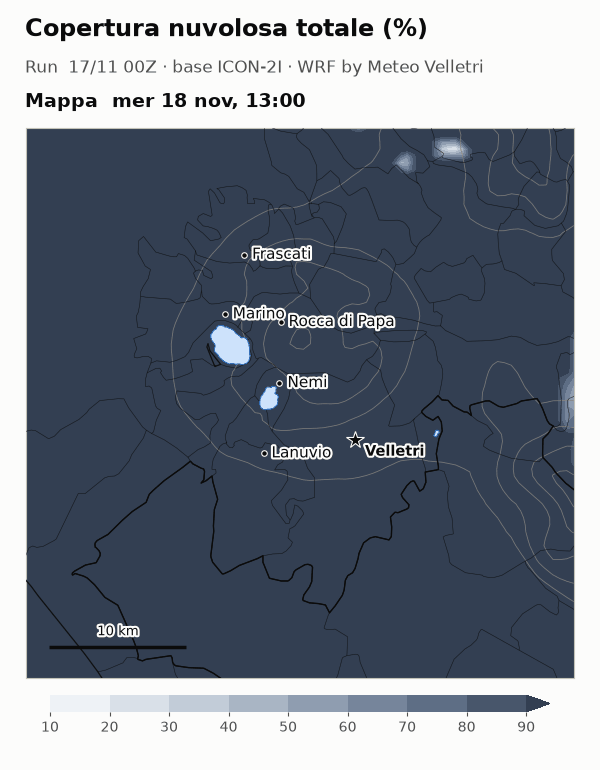 Copertura nuvolosa totale (%)
Run  17/11 00Z · base ICON-2I · WRF by Meteo Velletri
Mappa  mer 18 nov, 13:00
Frascati
Marino
Rocca di Papa
Nemi
Velletri
Lanuvio
10 km
10 20 30 40 50 60 70 80 90